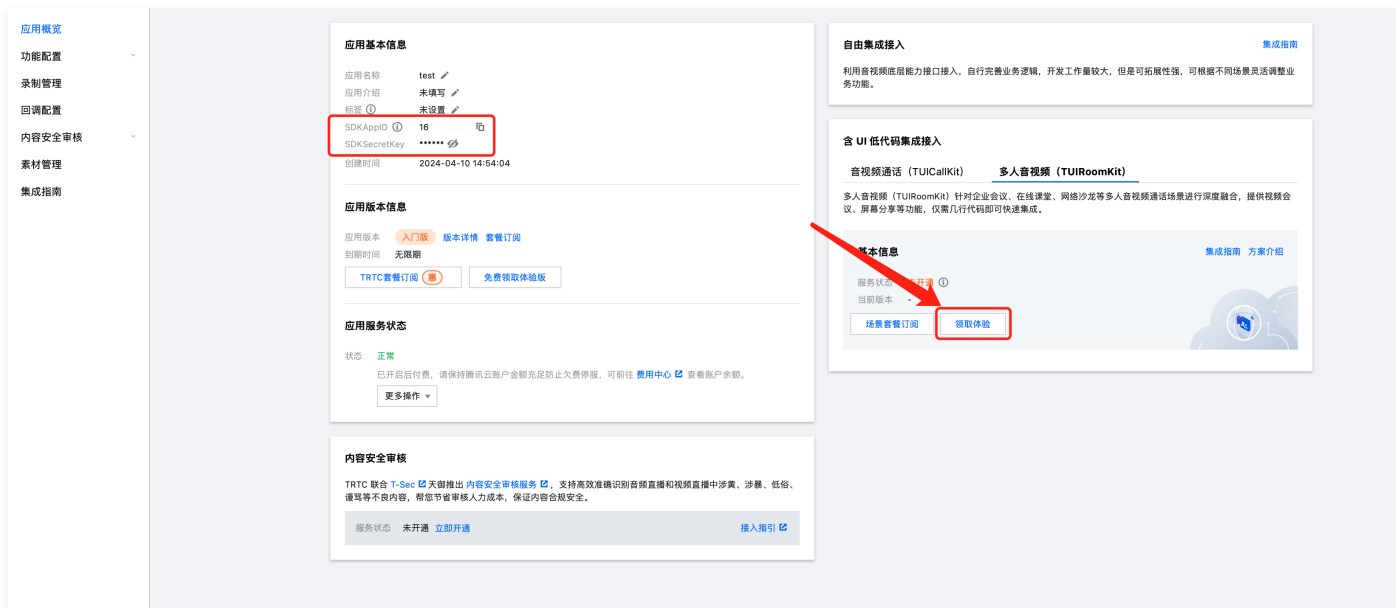 应用概览
功能配置
录制管理
回调配置
内容安全审核
素材管理
集成指南
应用基本信息
应用名称 test
应用介绍 未填写
标签 未设置
SDKAppID 16
SDKSecretKey ••••••
创建时间 2024-04-10 14:54:04
应用版本信息
应用版本 入门版 版本详情 套餐订阅
到期时间 无限期
TRTC套餐订阅 惠 免费领取体验版
应用服务状态
状态 正常
已开启后付费，请保持腾讯云账户金额充足防止欠费停服，可前往 费用中心 查看账户余额。
更多操作
内容安全审核
TRTC 联合 T-Sec 天御推出 内容安全审核服务 ，支持高效准确识别音频直播和视频直播中涉黄、涉暴、低俗、
谩骂等不良内容，帮您节省审核人力成本，保证内容合规安全。
服务状态 未开通 立即开通 接入指引
自由集成接入 集成指南
利用音视频底层能力接口接入，自行完善业务逻辑，开发工作量较大，但是可拓展性强，可根据不同场景灵活调整业
务功能。
含 UI 低代码集成接入
音视频通话（TUICallKit） 多人音视频（TUIRoomKit）
多人音视频（TUIRoomKit）针对企业会议、在线课堂、网络沙龙等多人音视频通话场景进行深度融合，提供视频会
议、屏幕分享等功能，仅需几行代码即可快速集成。
基本信息 集成指南 方案介绍
服务状态 开通
当前版本 -
场景套餐订阅 领取体验